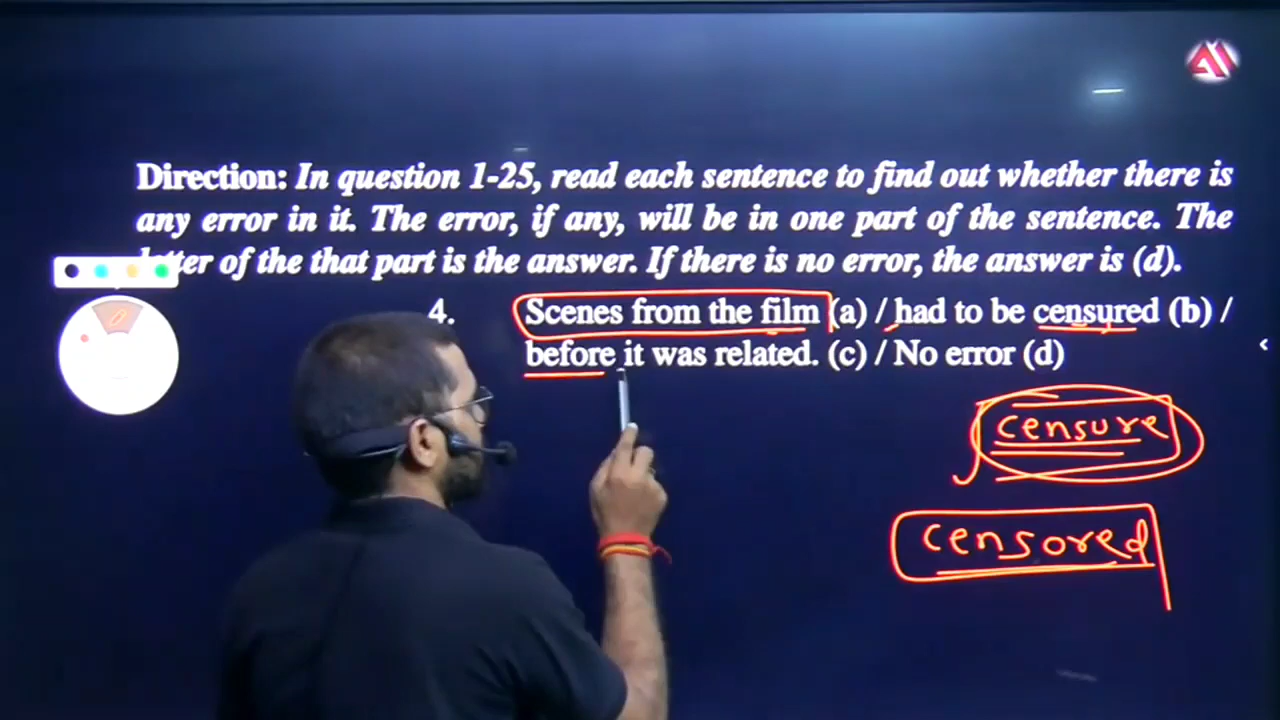 Direction: In question 1-25, read each sentence to find out whether there is
any error in it. The error, if any, will be in one part of the sentence. The
letter of the that part is the answer. If there is no error, the answer is (d).
4. Scenes from the film (a) / had to be censured (b) /
before it was related. (c) / No error (d)
censure
censored